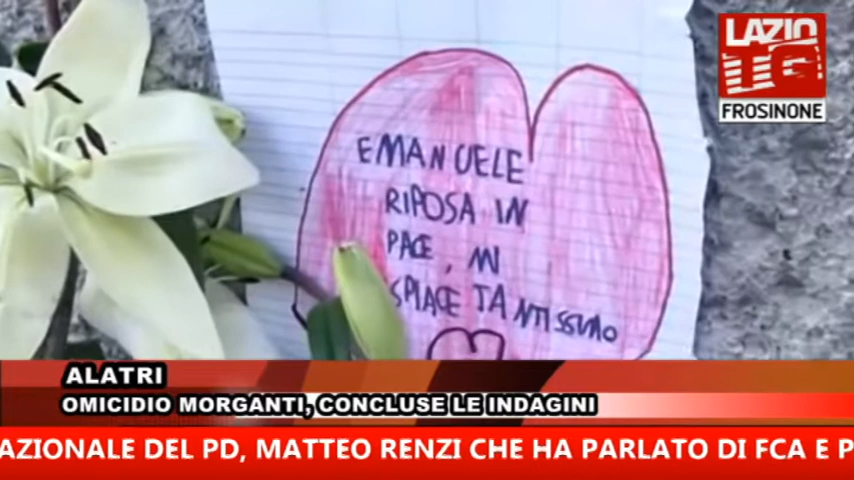 LAZIO
TG
FROSINONE
EMANUELE
RIPOSA IN
PACE, MI
SPIACE TANTISSIMO
ALATRI
OMICIDIO MORGANTI, CONCLUSE LE INDAGINI
AZIONALE DEL PD, MATTEO RENZI CHE HA PARLATO DI FCA E P